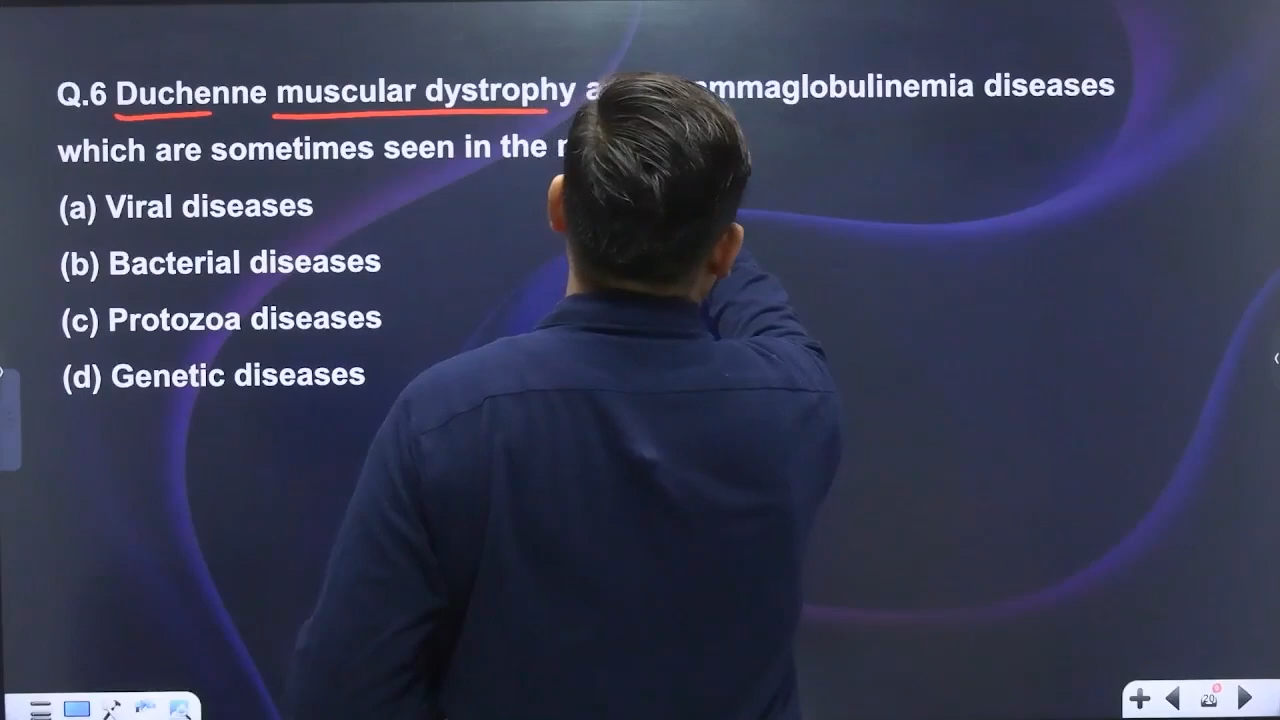 Q.6 Duchenne muscular dystrophy a mmaglobulinemia diseases
which are sometimes seen in the
(a) Viral diseases
(b) Bacterial diseases
(c) Protozoa diseases
(d) Genetic diseases
20